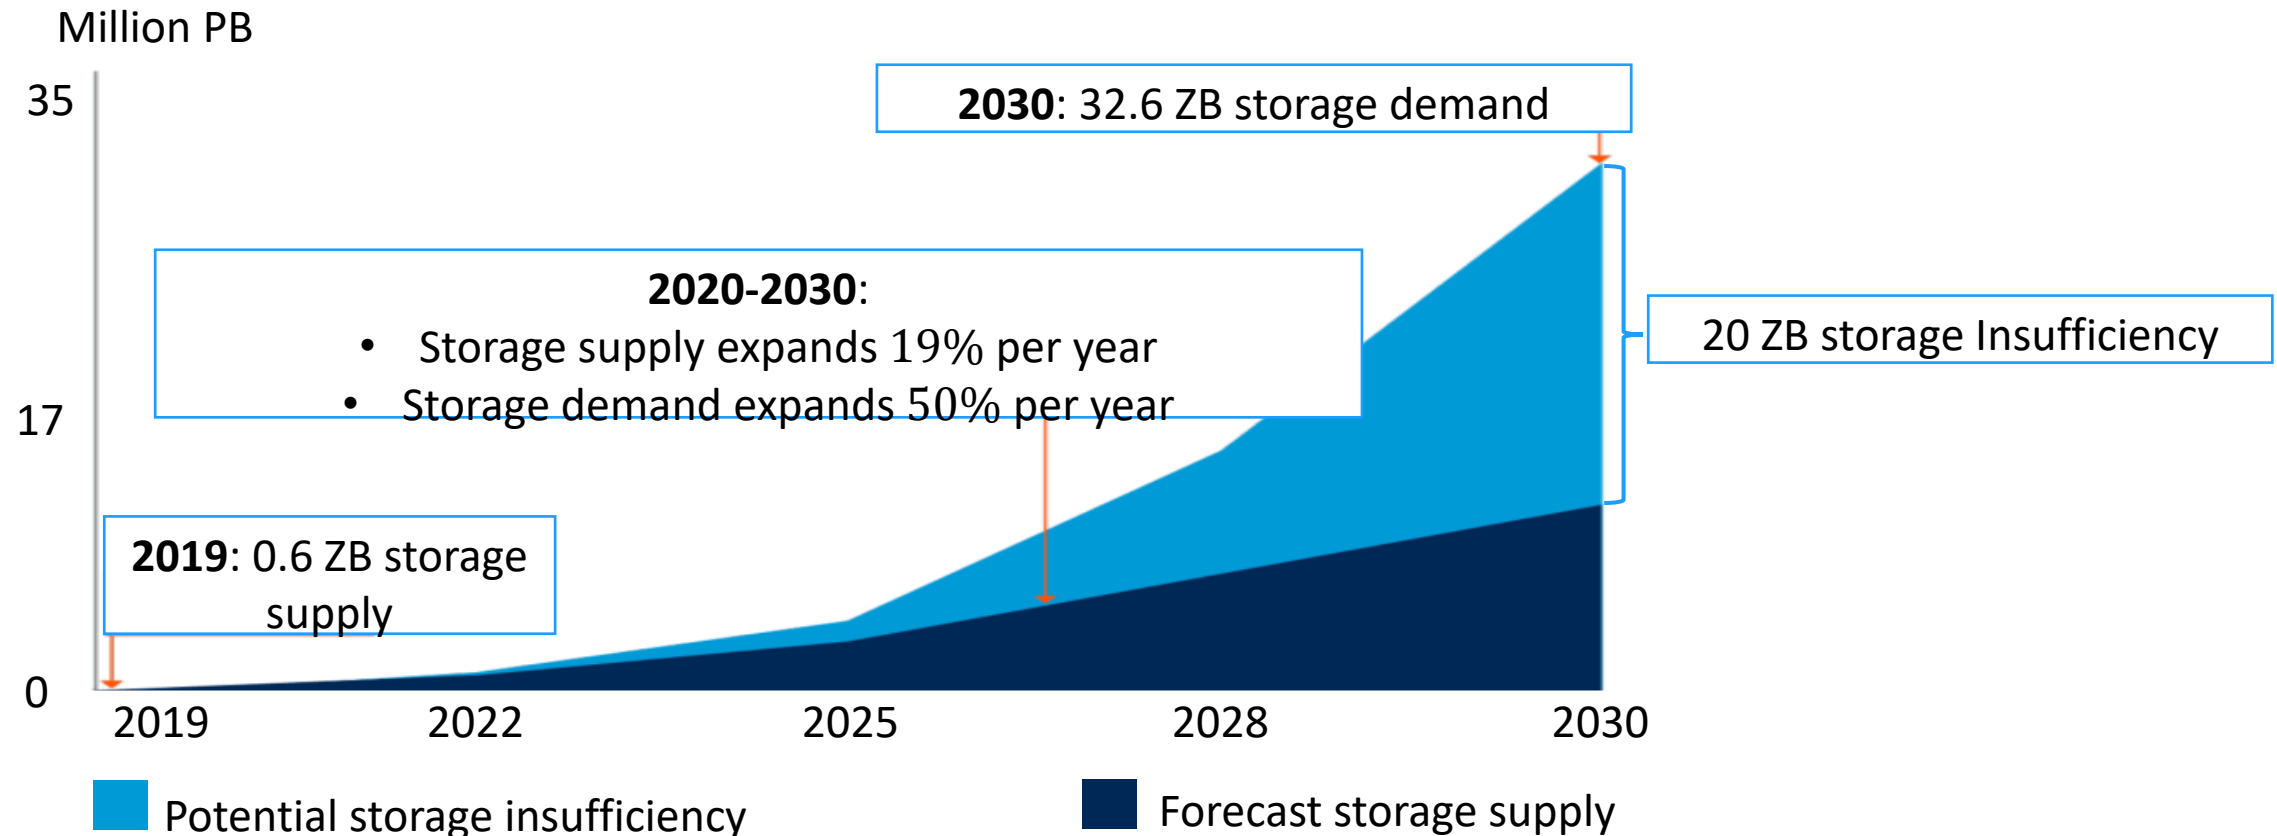 Million PB
35
2030: 32.6 ZB storage demand
2020-2030:
• Storage supply expands 19% per year
• Storage demand expands 50% per year
20 ZB storage Insufficiency
17
2019: 0.6 ZB storage
supply
0
2019 2022 2025 2028 2030
Potential storage insufficiency
Forecast storage supply